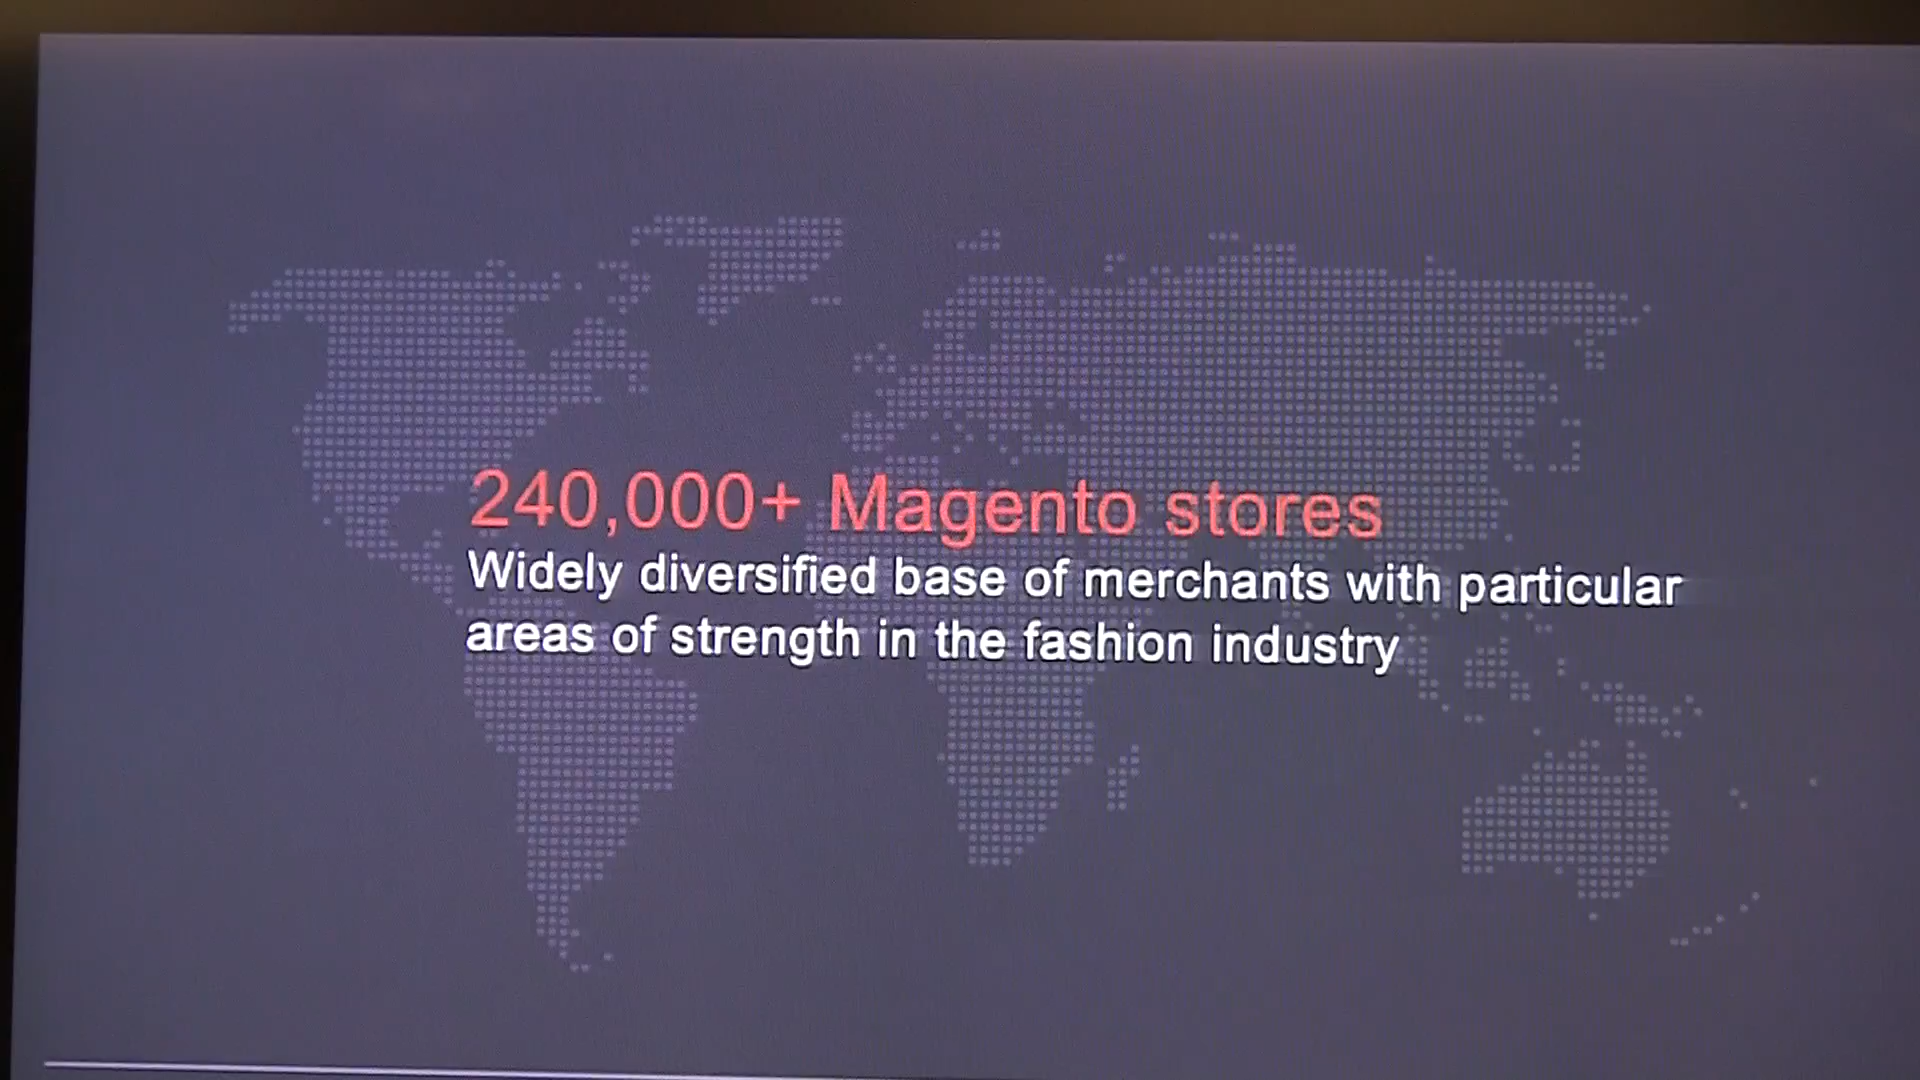 240,000+ Magento stores
Widely diversified base of merchants with particular
areas of strength in the fashion industry